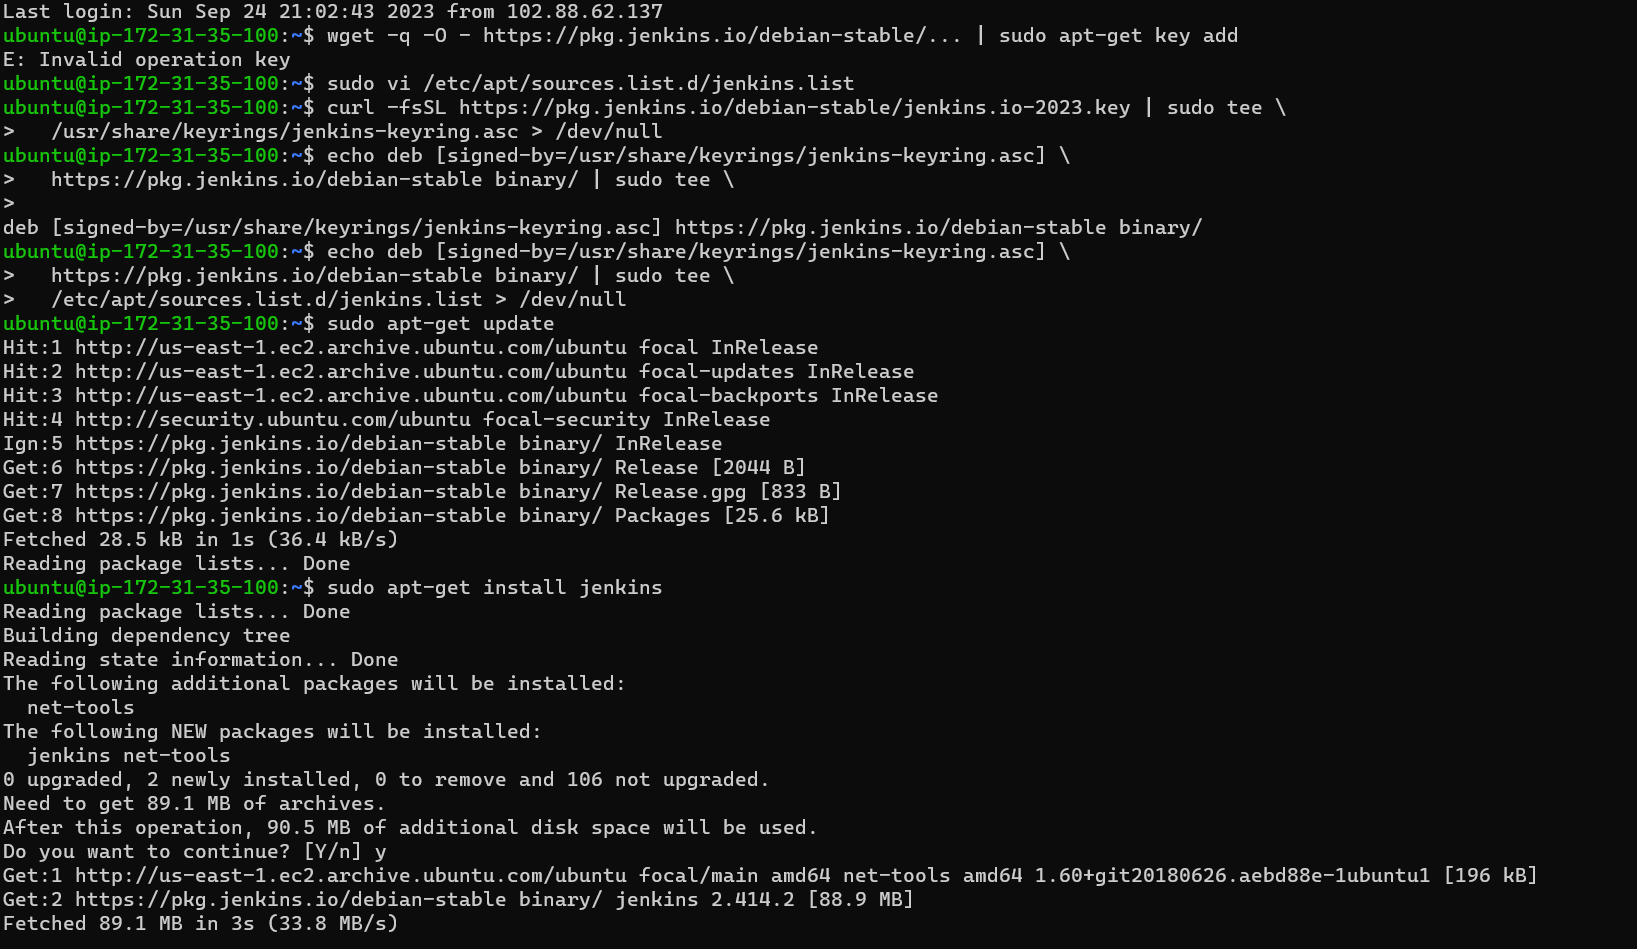 Last login: Sun Sep 24 21:02:43 2023 from 102.88.62.137
ubuntu@ip-172-31-35-100:~$ wget -q -O - https://pkg.jenkins.io/debian-stable/... | sudo apt-get key add
E: Invalid operation key
ubuntu@ip-172-31-35-100:~$ sudo vi /etc/apt/sources.list.d/jenkins.list
ubuntu@ip-172-31-35-100:~$ curl -fsSL https://pkg.jenkins.io/debian-stable/jenkins.io-2023.key | sudo tee \
>   /usr/share/keyrings/jenkins-keyring.asc > /dev/null
ubuntu@ip-172-31-35-100:~$ echo deb [signed-by=/usr/share/keyrings/jenkins-keyring.asc] \
>   https://pkg.jenkins.io/debian-stable binary/ | sudo tee \
>
deb [signed-by=/usr/share/keyrings/jenkins-keyring.asc] https://pkg.jenkins.io/debian-stable binary/
ubuntu@ip-172-31-35-100:~$ echo deb [signed-by=/usr/share/keyrings/jenkins-keyring.asc] \
>   https://pkg.jenkins.io/debian-stable binary/ | sudo tee \
>   /etc/apt/sources.list.d/jenkins.list > /dev/null
ubuntu@ip-172-31-35-100:~$ sudo apt-get update
Hit:1 http://us-east-1.ec2.archive.ubuntu.com/ubuntu focal InRelease
Hit:2 http://us-east-1.ec2.archive.ubuntu.com/ubuntu focal-updates InRelease
Hit:3 http://us-east-1.ec2.archive.ubuntu.com/ubuntu focal-backports InRelease
Hit:4 http://security.ubuntu.com/ubuntu focal-security InRelease
Ign:5 https://pkg.jenkins.io/debian-stable binary/ InRelease
Get:6 https://pkg.jenkins.io/debian-stable binary/ Release [2044 B]
Get:7 https://pkg.jenkins.io/debian-stable binary/ Release.gpg [833 B]
Get:8 https://pkg.jenkins.io/debian-stable binary/ Packages [25.6 kB]
Fetched 28.5 kB in 1s (36.4 kB/s)
Reading package lists... Done
ubuntu@ip-172-31-35-100:~$ sudo apt-get install jenkins
Reading package lists... Done
Building dependency tree
Reading state information... Done
The following additional packages will be installed:
  net-tools
The following NEW packages will be installed:
  jenkins net-tools
0 upgraded, 2 newly installed, 0 to remove and 106 not upgraded.
Need to get 89.1 MB of archives.
After this operation, 90.5 MB of additional disk space will be used.
Do you want to continue? [Y/n] y
Get:1 http://us-east-1.ec2.archive.ubuntu.com/ubuntu focal/main amd64 net-tools amd64 1.60+git20180626.aebd88e-1ubuntu1 [196 kB]
Get:2 https://pkg.jenkins.io/debian-stable binary/ jenkins 2.414.2 [88.9 MB]
Fetched 89.1 MB in 3s (33.8 MB/s)